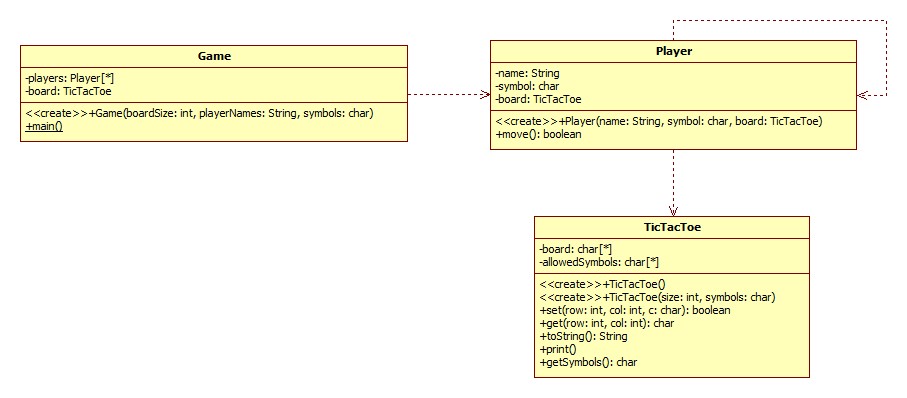 Game
-players: Player[*]
-board: TicTacToe
<<create>>+Game(boardSize: int, playerNames: String, symbols: char)
+main()
Player
-name: String
-symbol: char
-board: TicTacToe
<<create>>+Player(name: String, symbol: char, board: TicTacToe)
+move(): boolean
TicTacToe
-board: char[*]
-allowedSymbols: char[*]
<<create>>+TicTacToe()
<<create>>+TicTacToe(size: int, symbols: char)
+set(row: int, col: int, c: char): boolean
+get(row: int, col: int): char
+toString(): String
+print()
+getSymbols(): char